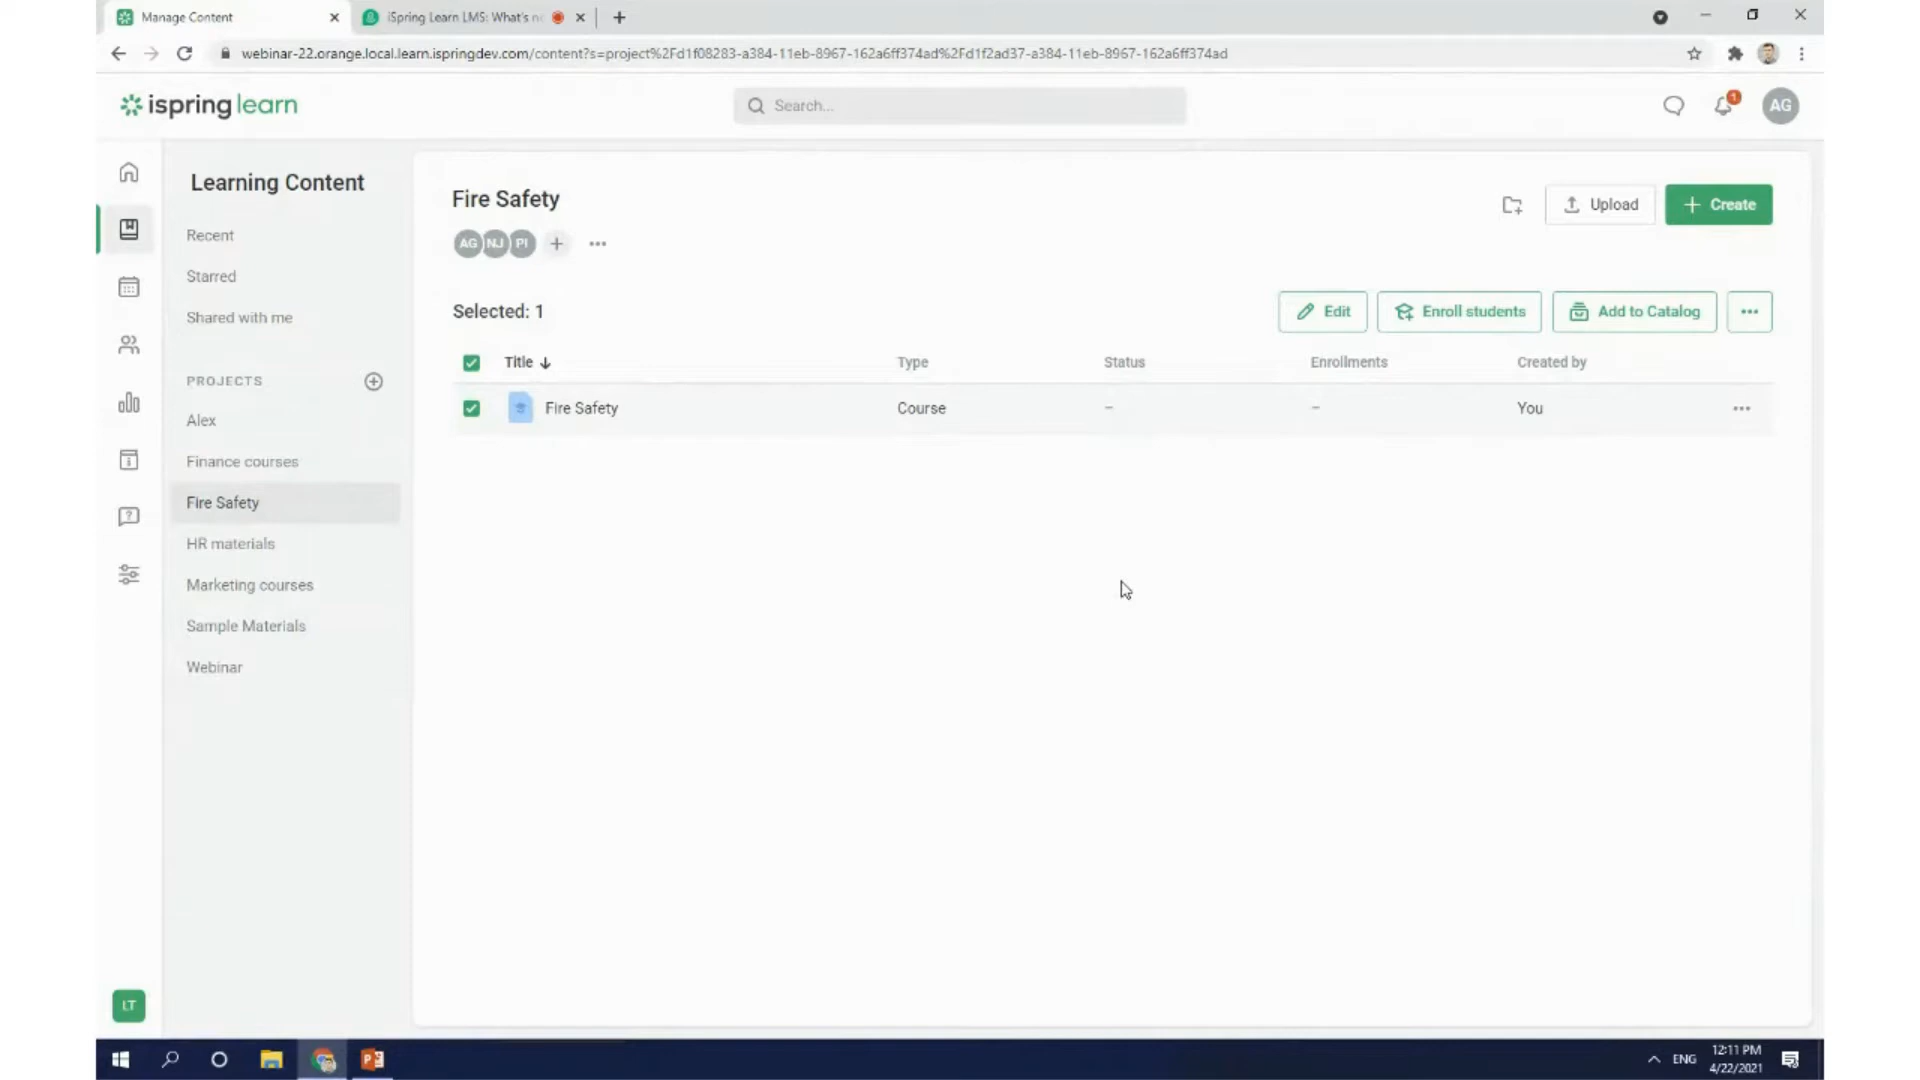 Manage Content
iSpring Learn LMS: What's n
webinar-22.orange.local.learn.ispringdev.com/content?s=project%2Fd1f08283-a384-11eb-8967-162a6ff374ad%2Fd1f2ad37-a384-11eb-8967-162a6ff374ad
ispring learn
Search...
1
AG
Learning Content
Recent
Starred
Shared with me
PROJECTS
Alex
Finance courses
Fire Safety
HR materials
Marketing courses
Sample Materials
Webinar
LT
Fire Safety
AG NJ PI
Upload
Create
Selected: 1
Edit
Enroll students
Add to Catalog
Title Type Status Enrollments Created by
Fire Safety Course – – You
ENG
12:11 PM
4/22/2021